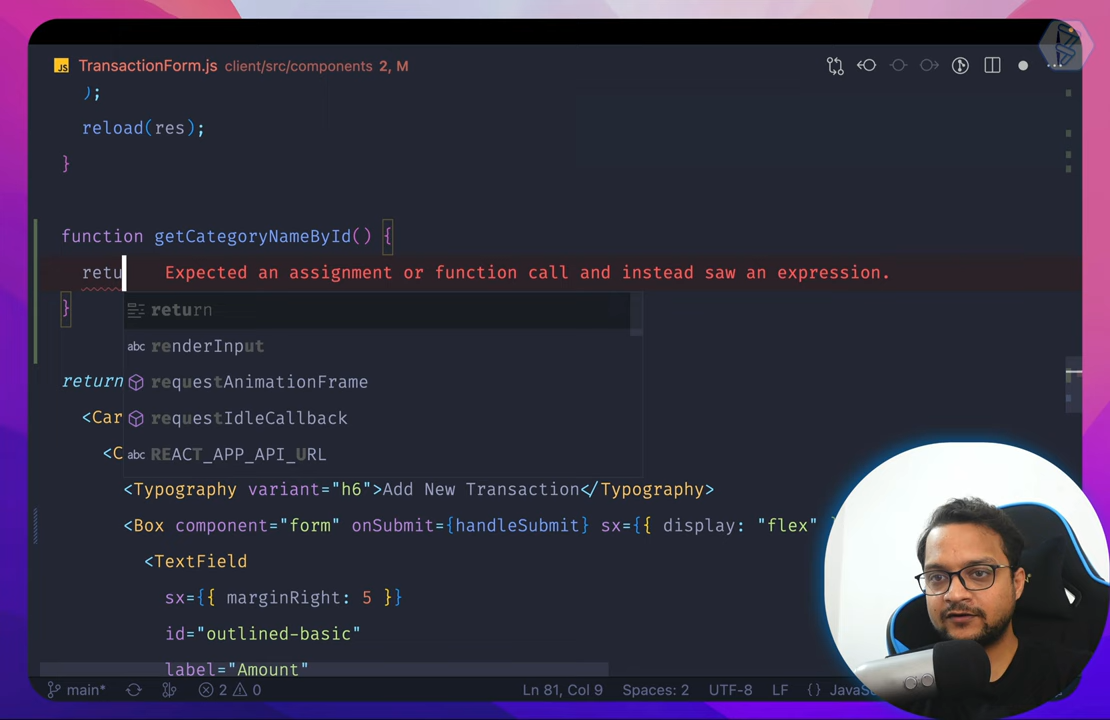 JS TransactionForm.js client/src/components 2, M
);
reload(res);
}
function getCategoryNameById() {
retu Expected an assignment or function call and instead saw an expression.
} return
renderInput
return requestAnimationFrame
<Car requestIdleCallback
<C REACT_APP_API_URL
<Typography variant="h6">Add New Transaction</Typography>
<Box component="form" onSubmit={handleSubmit} sx={{ display: "flex"
<TextField
sx={{ marginRight: 5 }}
id="outlined-basic"
label="Amount"
main* 2 0 Ln 81, Col 9 Spaces: 2 UTF-8 LF {}